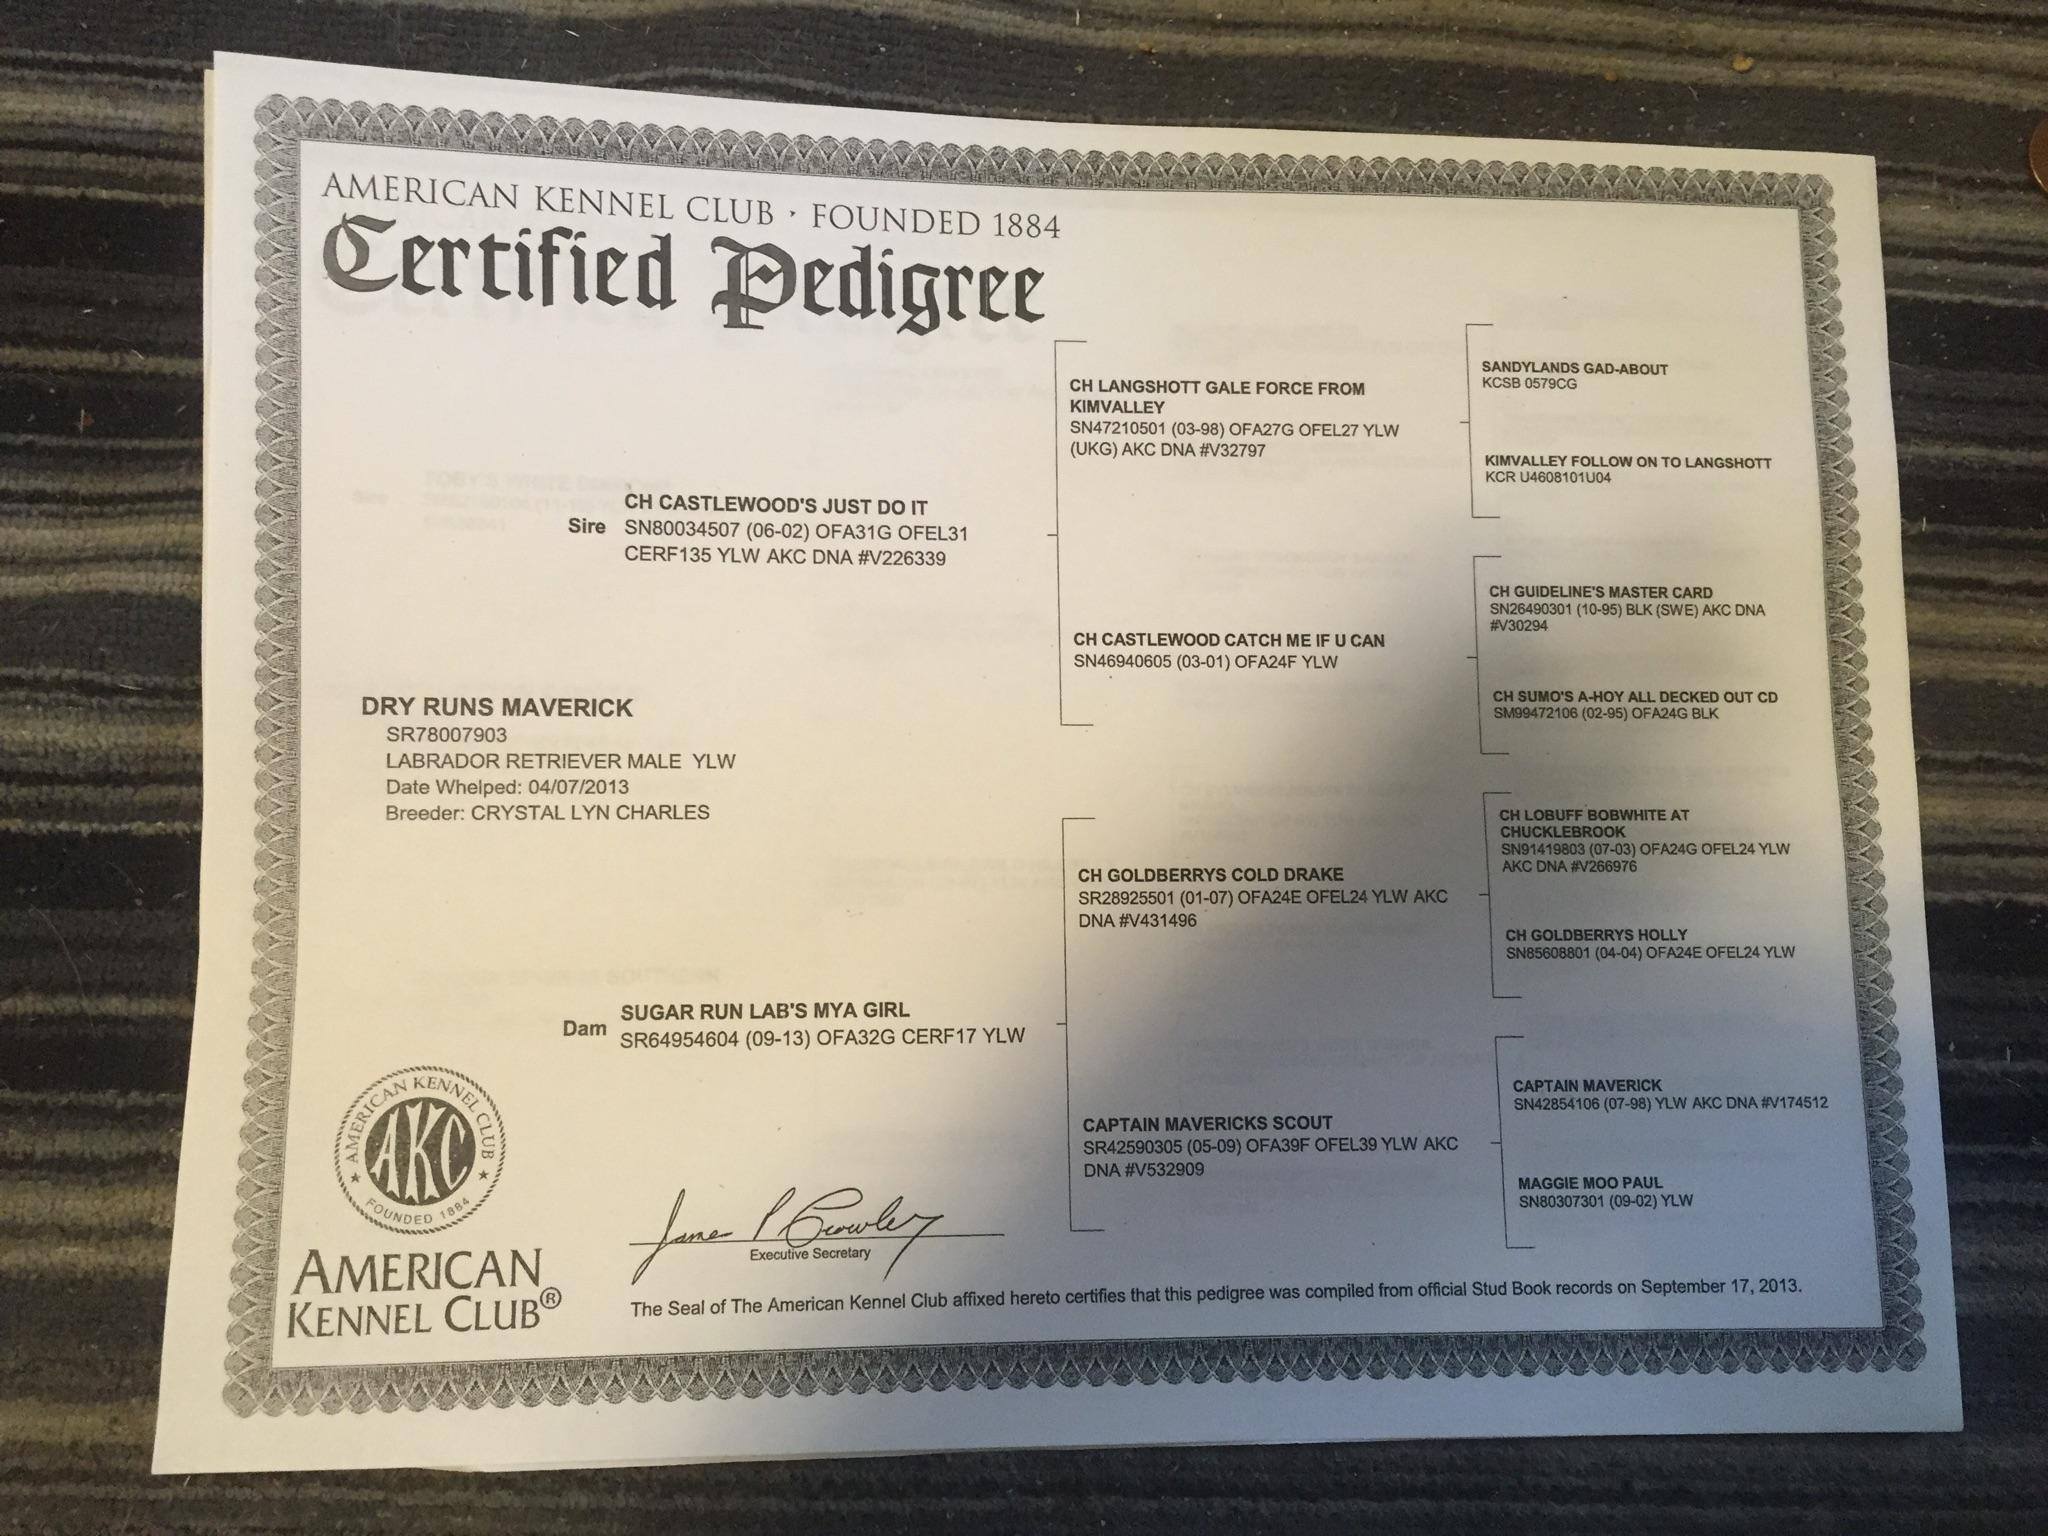 AMERICAN KENNEL CLUB · FOUNDED 1884
Certified Pedigree
CH LANGSHOTT GALE FORCE FROM
KIMVALLEY
SN47210501 (03-98) OFA27G OFEL27 YLW
(UKG) AKC DNA #V32797
SANDYLANDS GAD-ABOUT
KCSB 0579CG
KIMVALLEY FOLLOW ON TO LANGSHOTT
KCR U4608101U04
Sire
CH CASTLEWOOD'S JUST DO IT
SN80034507 (06-02) OFA31G OFEL31
CERF135 YLW AKC DNA #V226339
CH CASTLEWOOD CATCH ME IF U CAN
SN46940605 (03-01) OFA24F YLW
CH GUIDELINE'S MASTER CARD
SN26490301 (10-95) BLK (SWE) AKC DNA
#V30294
CH SUMO'S A-HOY ALL DECKED OUT CD
SM99472106 (02-95) OFA24G BLK
DRY RUNS MAVERICK
SR78007903
LABRADOR RETRIEVER MALE YLW
Date Whelped: 04/07/2013
Breeder: CRYSTAL LYN CHARLES
CH GOLDBERRYS COLD DRAKE
SR28925501 (01-07) OFA24E OFEL24 YLW AKC
DNA #V431496
CH LOBUFF BOBWHITE AT
CHUCKLEBROOK
SN91419803 (07-03) OFA24G OFEL24 YLW
AKC DNA #V266976
CH GOLDBERRYS HOLLY
SN85608801 (04-04) OFA24E OFEL24 YLW
Dam
SUGAR RUN LAB'S MYA GIRL
SR64954604 (09-13) OFA32G CERF17 YLW
CAPTAIN MAVERICKS SCOUT
SR42590305 (05-09) OFA39F OFEL39 YLW AKC
DNA #V532909
CAPTAIN MAVERICK
SN42854106 (07-98) YLW AKC DNA #V174512
MAGGIE MOO PAUL
SN80307301 (09-02) YLW
AMERICAN KENNEL CLUB
AKC
FOUNDED 1884
AMERICAN
KENNEL CLUB®
James P Crowley
Executive Secretary
The Seal of The American Kennel Club affixed hereto certifies that this pedigree was compiled from official Stud Book records on September 17, 2013.